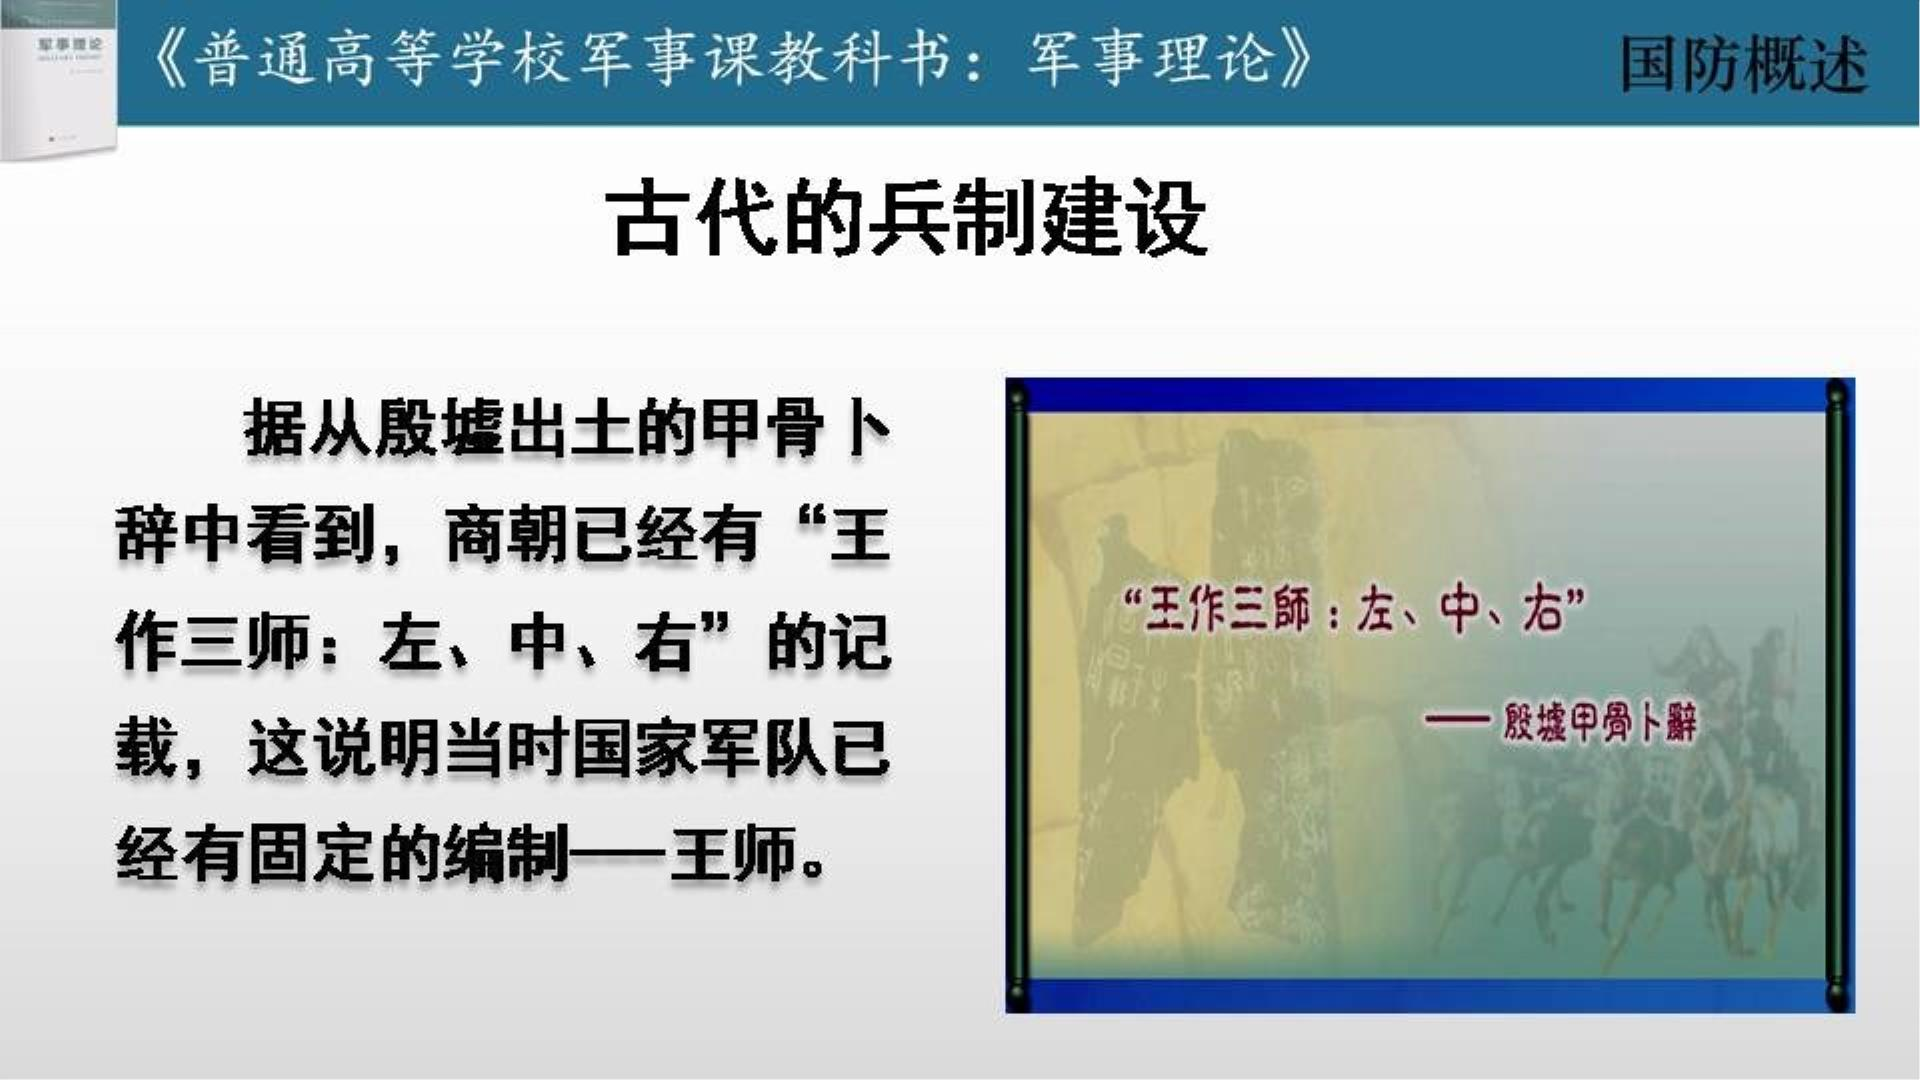 军事理论
《普通高等学校军事课教科书：军事理论》
国防概述
古代的兵制建设
据从殷墟出土的甲骨卜
辞中看到，商朝已经有“王
作三师：左、中、右”的记
载，这说明当时国家军队已
经有固定的编制——王师。
“王作三師：左、中、右”
——殷墟甲骨卜辭